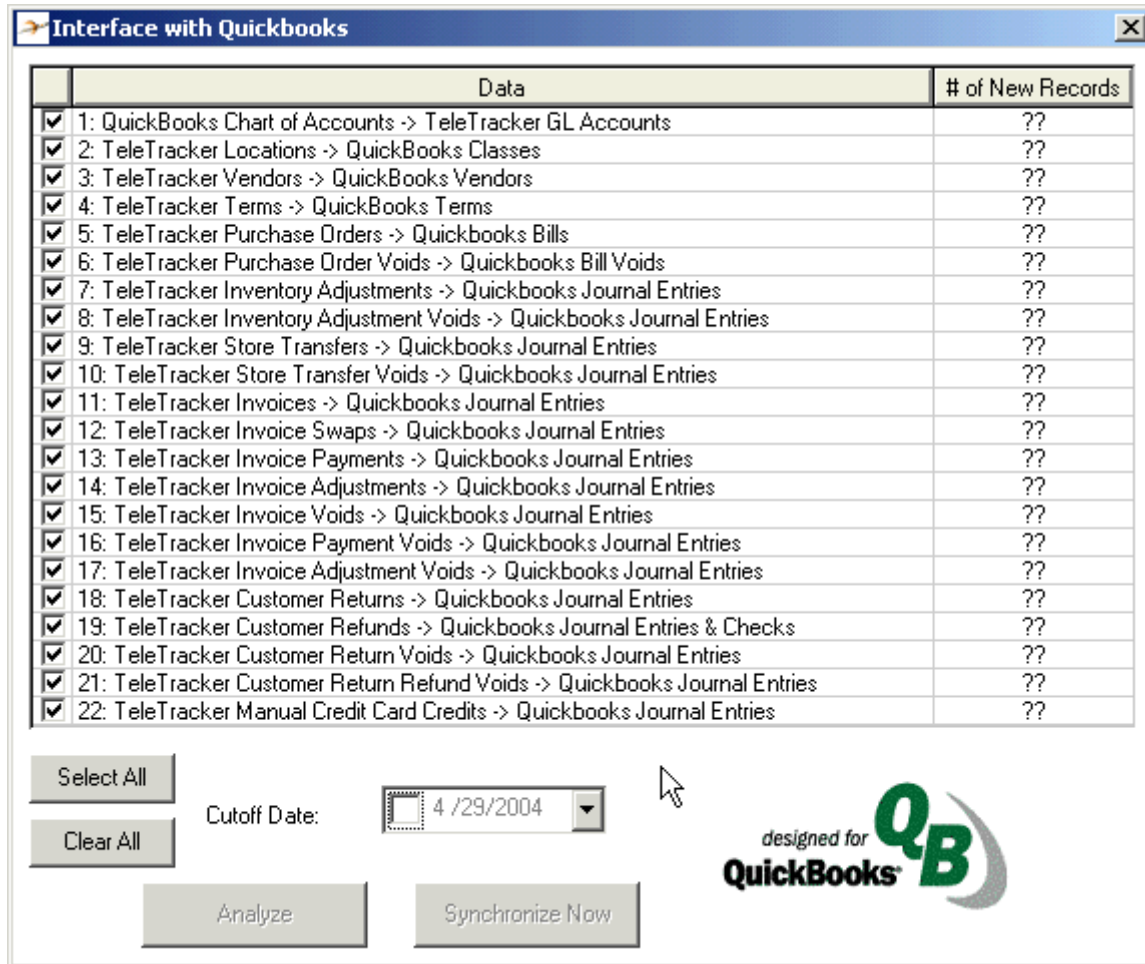 Interface with Quickbooks
Data # of New Records
1: QuickBooks Chart of Accounts -> TeleTracker GL Accounts ??
2: TeleTracker Locations -> QuickBooks Classes ??
3: TeleTracker Vendors -> QuickBooks Vendors ??
4: TeleTracker Terms -> QuickBooks Terms ??
5: TeleTracker Purchase Orders -> Quickbooks Bills ??
6: TeleTracker Purchase Order Voids -> Quickbooks Bill Voids ??
7: TeleTracker Inventory Adjustments -> Quickbooks Journal Entries ??
8: TeleTracker Inventory Adjustment Voids -> Quickbooks Journal Entries ??
9: TeleTracker Store Transfers -> Quickbooks Journal Entries ??
10: TeleTracker Store Transfer Voids -> Quickbooks Journal Entries ??
11: TeleTracker Invoices -> Quickbooks Journal Entries ??
12: TeleTracker Invoice Swaps -> Quickbooks Journal Entries ??
13: TeleTracker Invoice Payments -> Quickbooks Journal Entries ??
14: TeleTracker Invoice Adjustments -> Quickbooks Journal Entries ??
15: TeleTracker Invoice Voids -> Quickbooks Journal Entries ??
16: TeleTracker Invoice Payment Voids -> Quickbooks Journal Entries ??
17: TeleTracker Invoice Adjustment Voids -> Quickbooks Journal Entries ??
18: TeleTracker Customer Returns -> Quickbooks Journal Entries ??
19: TeleTracker Customer Refunds -> Quickbooks Journal Entries & Checks ??
20: TeleTracker Customer Return Voids -> Quickbooks Journal Entries ??
21: TeleTracker Customer Return Refund Voids -> Quickbooks Journal Entries ??
22: TeleTracker Manual Credit Card Credits -> Quickbooks Journal Entries ??
Select All
Cutoff Date: 4 /29/2004
Clear All
designed for
QuickBooks®
QB
Analyze
Synchronize Now